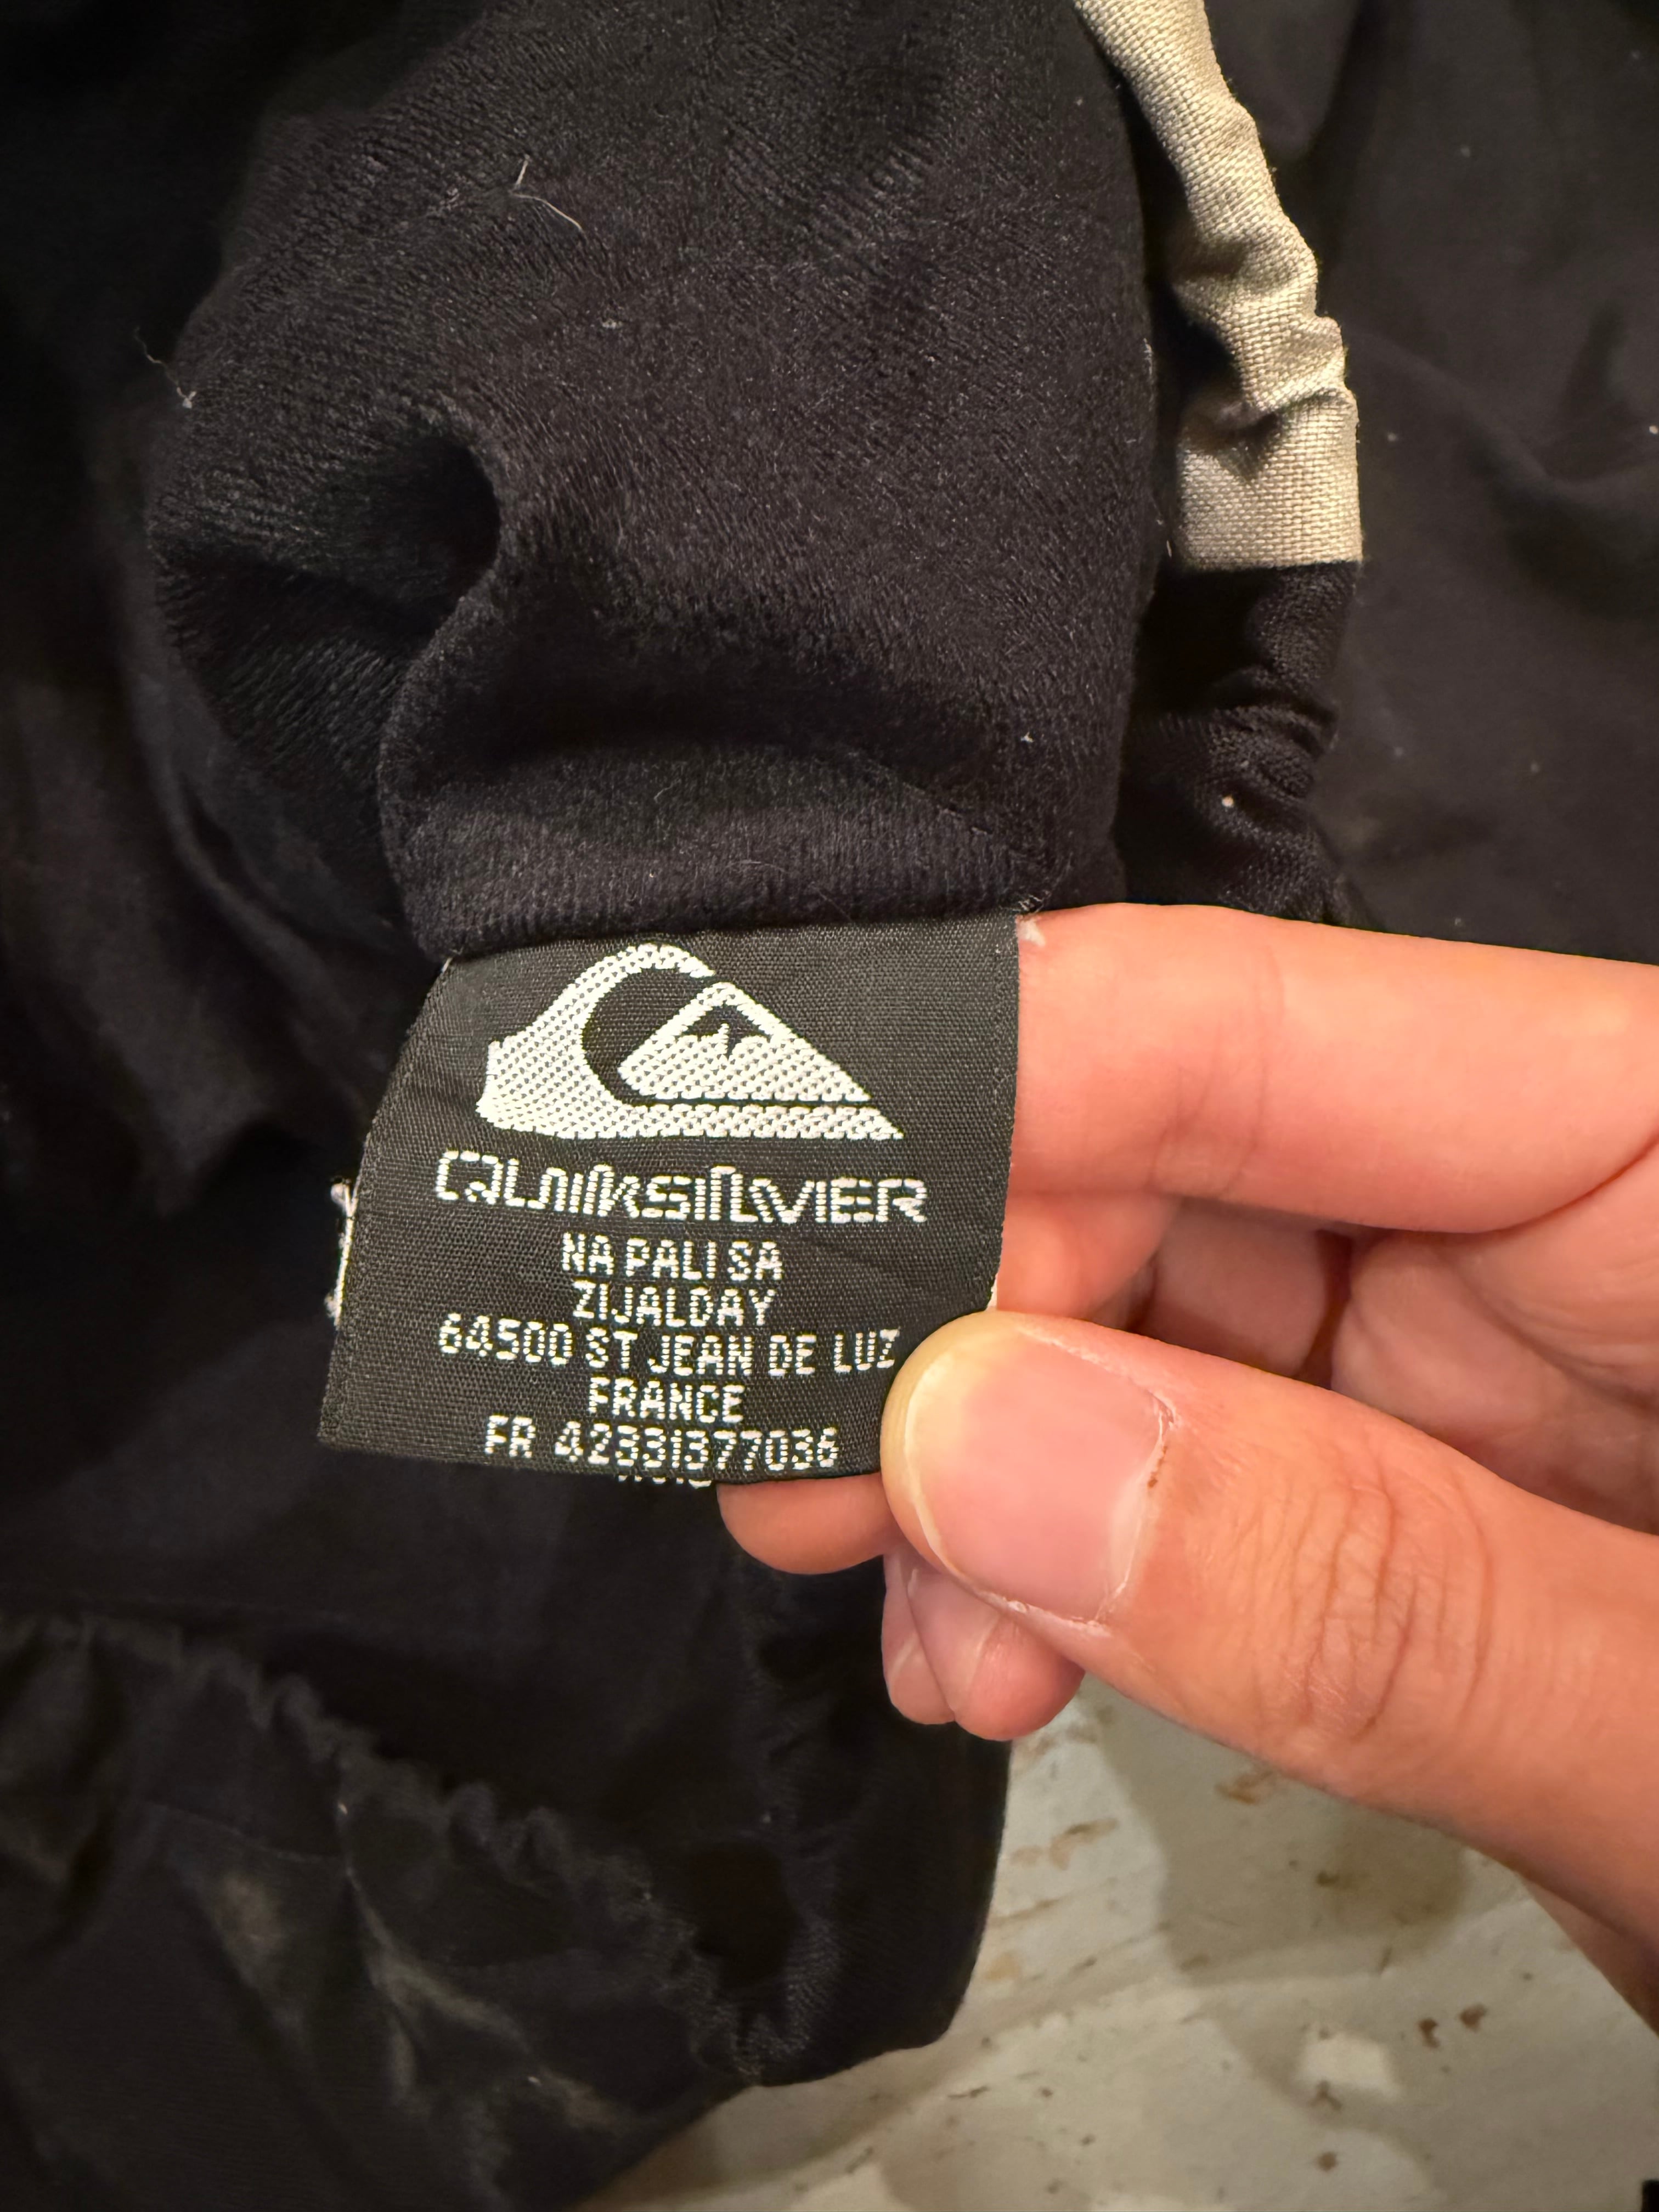 QUIKSILVER
NA PALI SA
ZIJALDAY
64500 ST JEAN DE LUZ
FRANCE
FR 42331377036